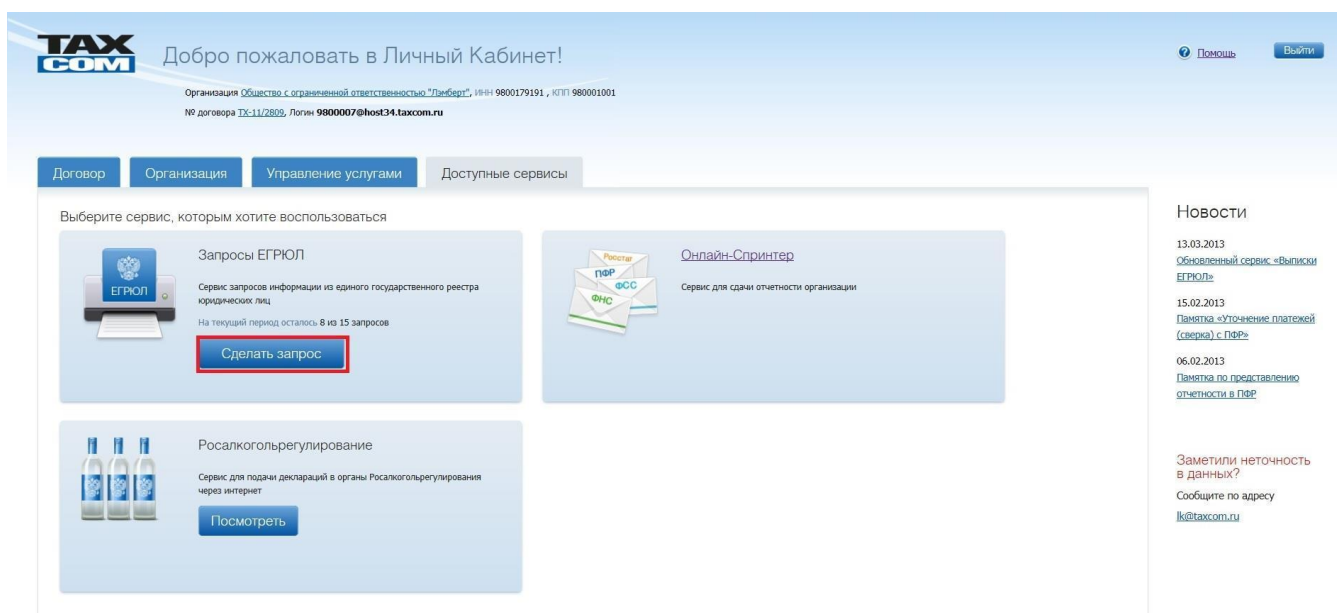 TAXCOM
Добро пожаловать в Личный Кабинет!
Помощь
Выйти
Организация Общество с ограниченной ответственностью "Лэмберт", ИНН 9800179191 , КПП 980001001
№ договора TX-11/2809, Логин 9800007@host34.taxcom.ru
Договор
Организация
Управление услугами
Доступные сервисы
Выберите сервис, которым хотите воспользоваться
ЕГРЮЛ
Запросы ЕГРЮЛ
Сервис запросов информации из единого государственного реестра
юридических лиц
На текущий период осталось 8 из 15 запросов
Сделать запрос
Росстат
ПФР
ФСС
ФНС
Онлайн-Спринтер
Сервис для сдачи отчетности организации
Росалкогольрегулирование
Сервис для подачи деклараций в органы Росалкогольрегулирования
через интернет
Посмотреть
Новости
13.03.2013
Обновленный сервис «Выписки
ЕГРЮЛ»
15.02.2013
Памятка «Уточнение платежей
(сверка) с ПФР»
06.02.2013
Памятка по представлению
отчетности в ПФР
Заметили неточность
в данных?
Сообщите по адресу
lk@taxcom.ru